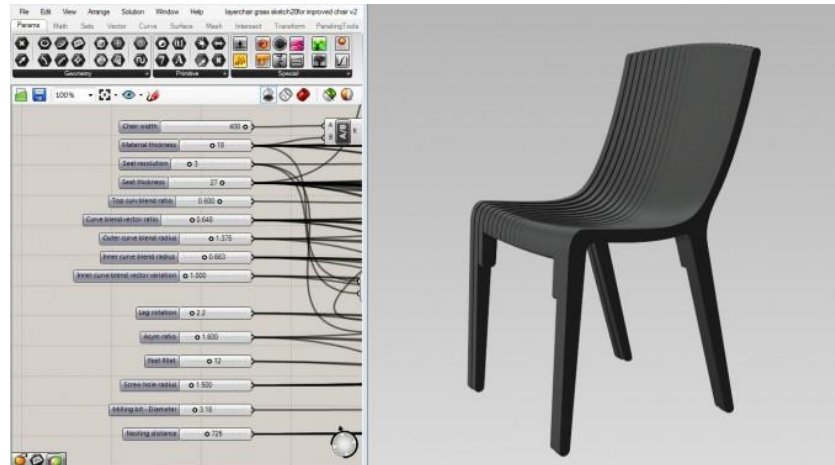 File Edit View Arrange Solution Window Help layerchair grass sketch20for improved chair v2
Params Math Sets Vector Curve Surface Mesh Intersect Transform PanelingTools
Geometry + Primitive + Special +
100%
Chair width 400
Material thickness 18
Seat resolution 3
Seat thickness 27
Top curv blend ratio 0.600
Curve blend vector ratio 0.646
Outer curve blend radius 1.375
Inner curve blend radius 0.663
Inner curve blend vector variation 1.000
Leg rotation 2.2
Acum ratio 1.600
Feet fillet 12
Screw hole radius 1.500
Milling bit - Diameter 3.18
Nesting distance 725
A
B
A/B
R